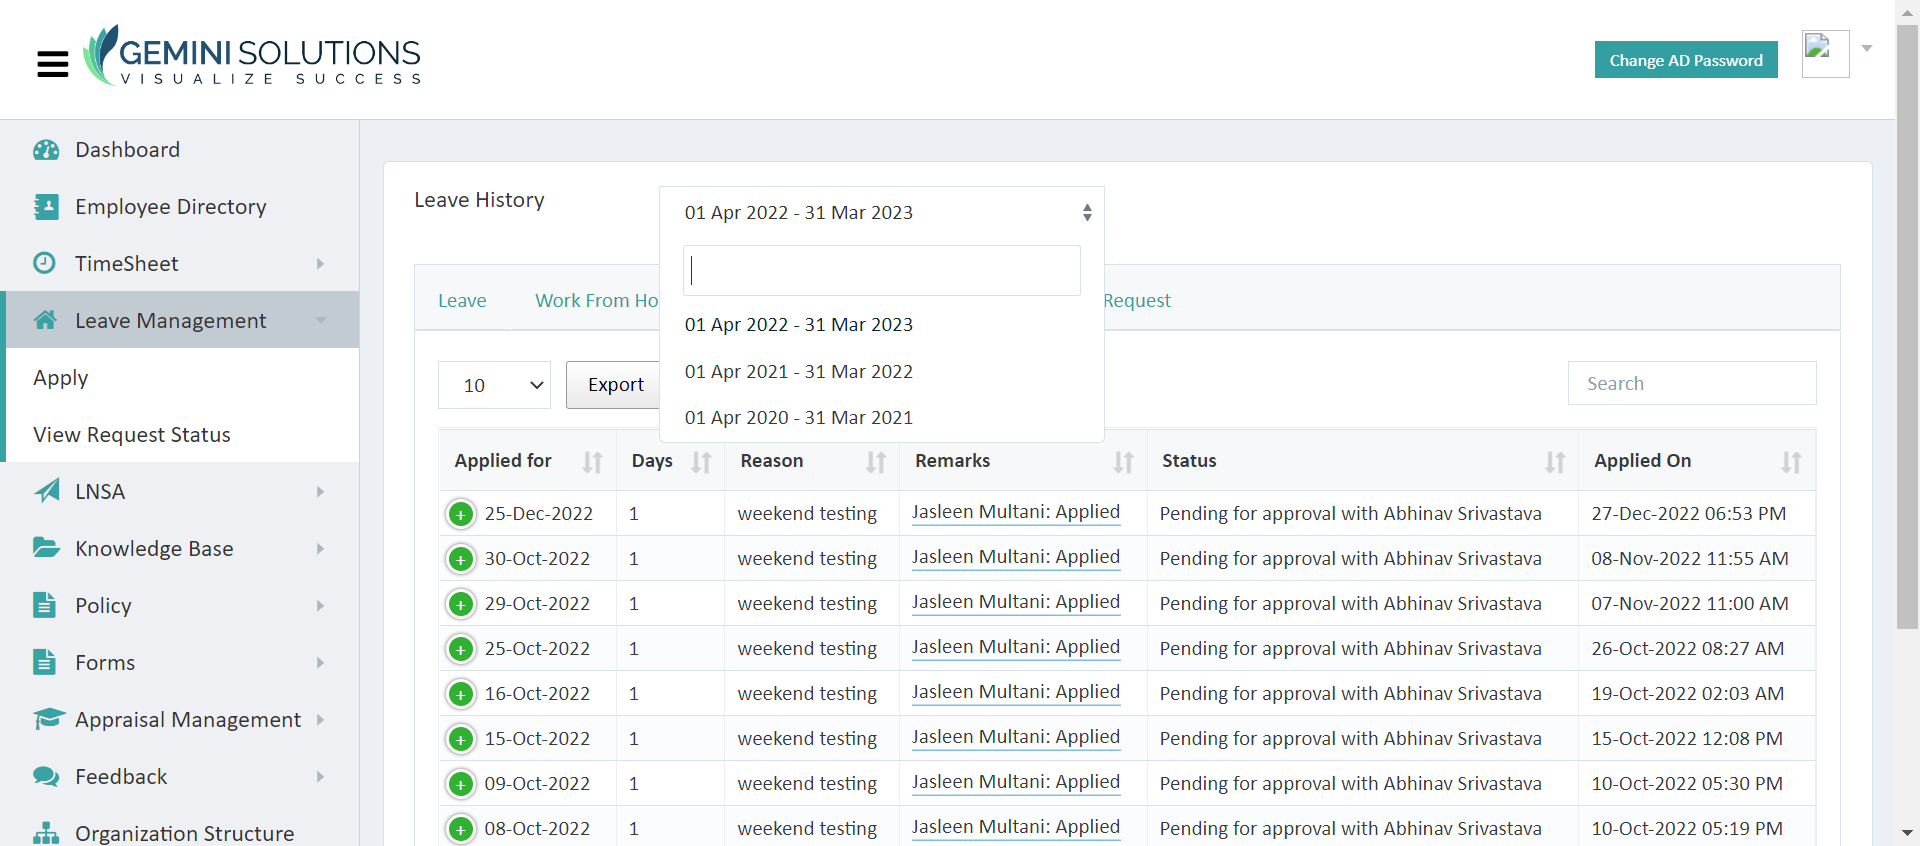 GEMINI SOLUTIONS
VISUALIZE SUCCESS
Change AD Password
Dashboard
Employee Directory
TimeSheet
Leave Management
Apply
View Request Status
LNSA
Knowledge Base
Policy
Forms
Appraisal Management
Feedback
Organization Structure
Leave History
01 Apr 2022 - 31 Mar 2023
01 Apr 2022 - 31 Mar 2023
01 Apr 2021 - 31 Mar 2022
01 Apr 2020 - 31 Mar 2021
Leave Work From Ho Request
10 Export Search
Applied for Days Reason Remarks Status Applied On
25-Dec-2022 1 weekend testing Jasleen Multani: Applied Pending for approval with Abhinav Srivastava 27-Dec-2022 06:53 PM
30-Oct-2022 1 weekend testing Jasleen Multani: Applied Pending for approval with Abhinav Srivastava 08-Nov-2022 11:55 AM
29-Oct-2022 1 weekend testing Jasleen Multani: Applied Pending for approval with Abhinav Srivastava 07-Nov-2022 11:00 AM
25-Oct-2022 1 weekend testing Jasleen Multani: Applied Pending for approval with Abhinav Srivastava 26-Oct-2022 08:27 AM
16-Oct-2022 1 weekend testing Jasleen Multani: Applied Pending for approval with Abhinav Srivastava 19-Oct-2022 02:03 AM
15-Oct-2022 1 weekend testing Jasleen Multani: Applied Pending for approval with Abhinav Srivastava 15-Oct-2022 12:08 PM
09-Oct-2022 1 weekend testing Jasleen Multani: Applied Pending for approval with Abhinav Srivastava 10-Oct-2022 05:30 PM
08-Oct-2022 1 weekend testing Jasleen Multani: Applied Pending for approval with Abhinav Srivastava 10-Oct-2022 05:19 PM